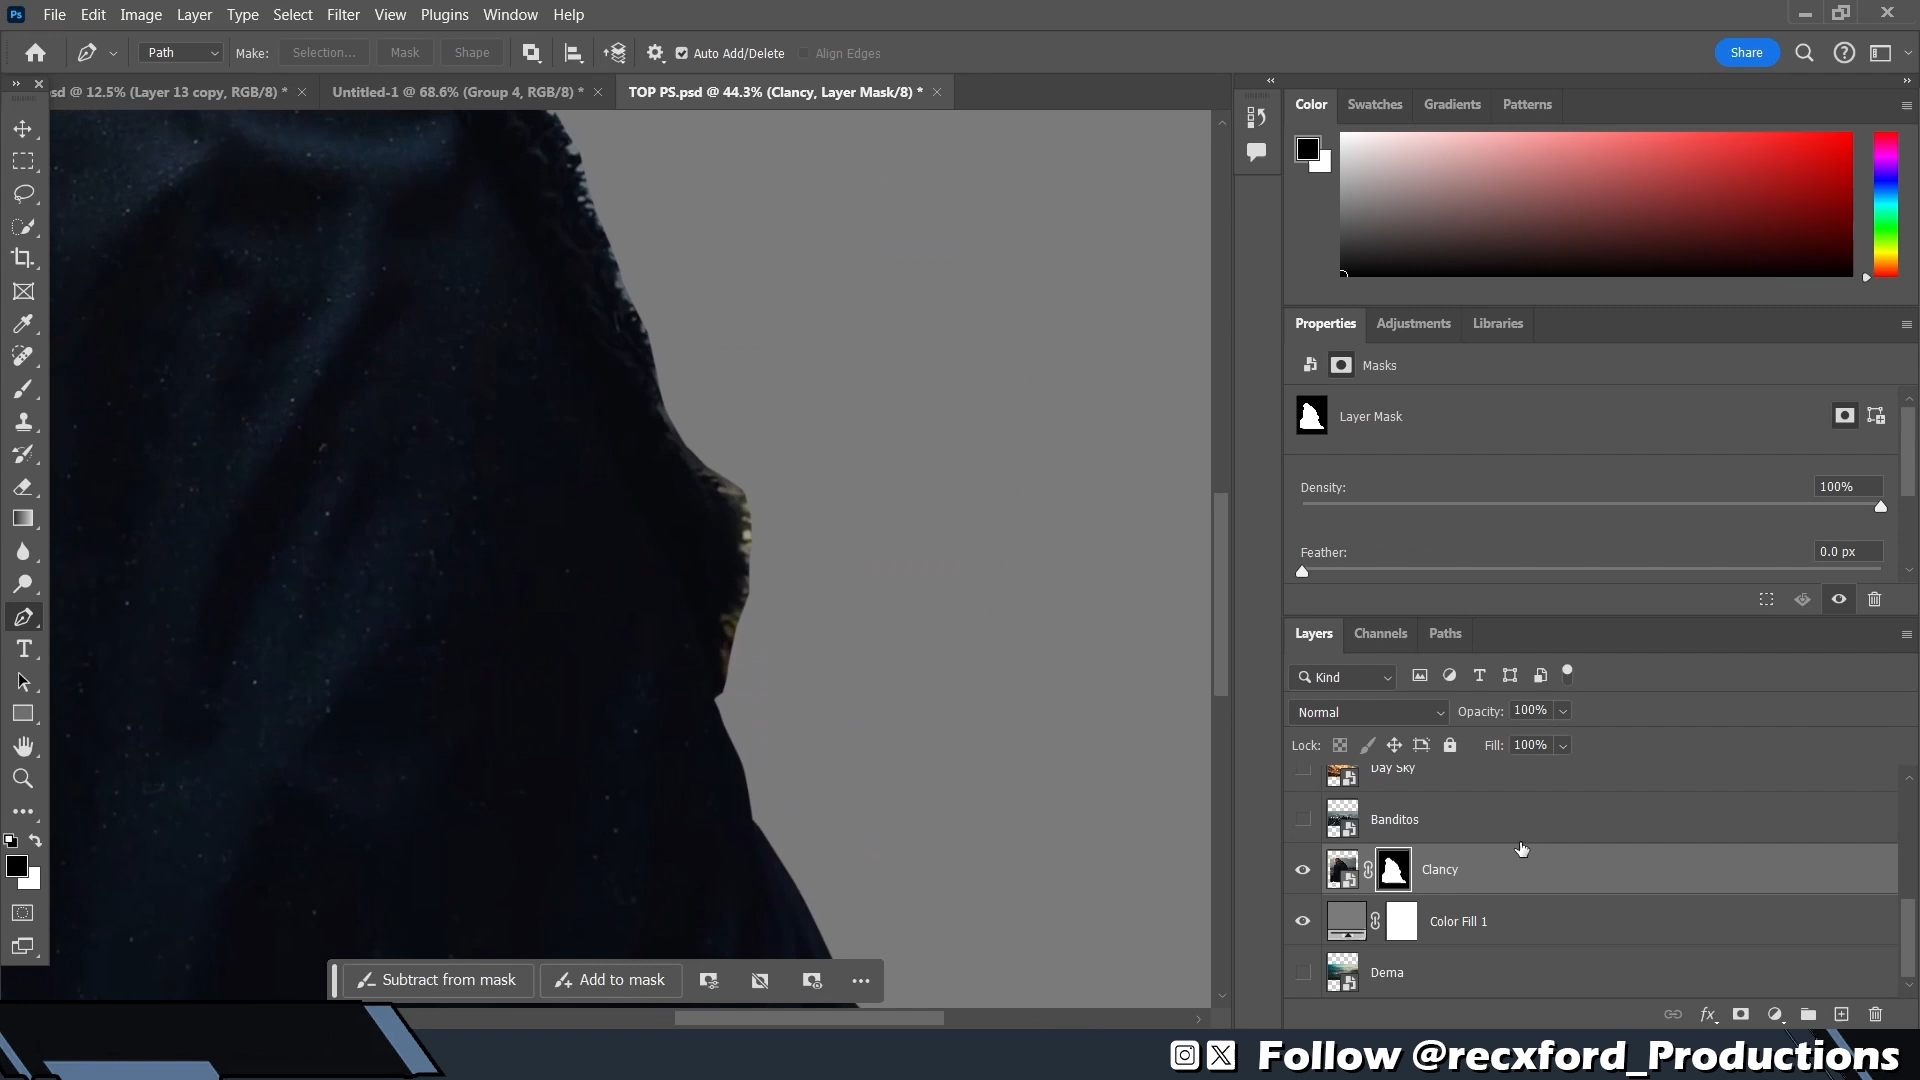 Ps File Edit Image Layer Type Select Filter View Plugins Window Help
Path Make: Selection... Mask Shape Auto Add/Delete Align Edges Share
sd @ 12.5% (Layer 13 copy, RGB/8) * Untitled-1 @ 68.6% (Group 4, RGB/8) * TOP PS.psd @ 44.3% (Clancy, Layer Mask/8) *
Color Swatches Gradients Patterns
Properties Adjustments Libraries
Masks
Layer Mask
Density: 100%
Feather: 0.0 px
Layers Channels Paths
Kind
Normal Opacity: 100%
Lock: Fill: 100%
Day Sky
Banditos
Clancy
Color Fill 1
Dema
Subtract from mask Add to mask
fx
Follow @recxford_Productions